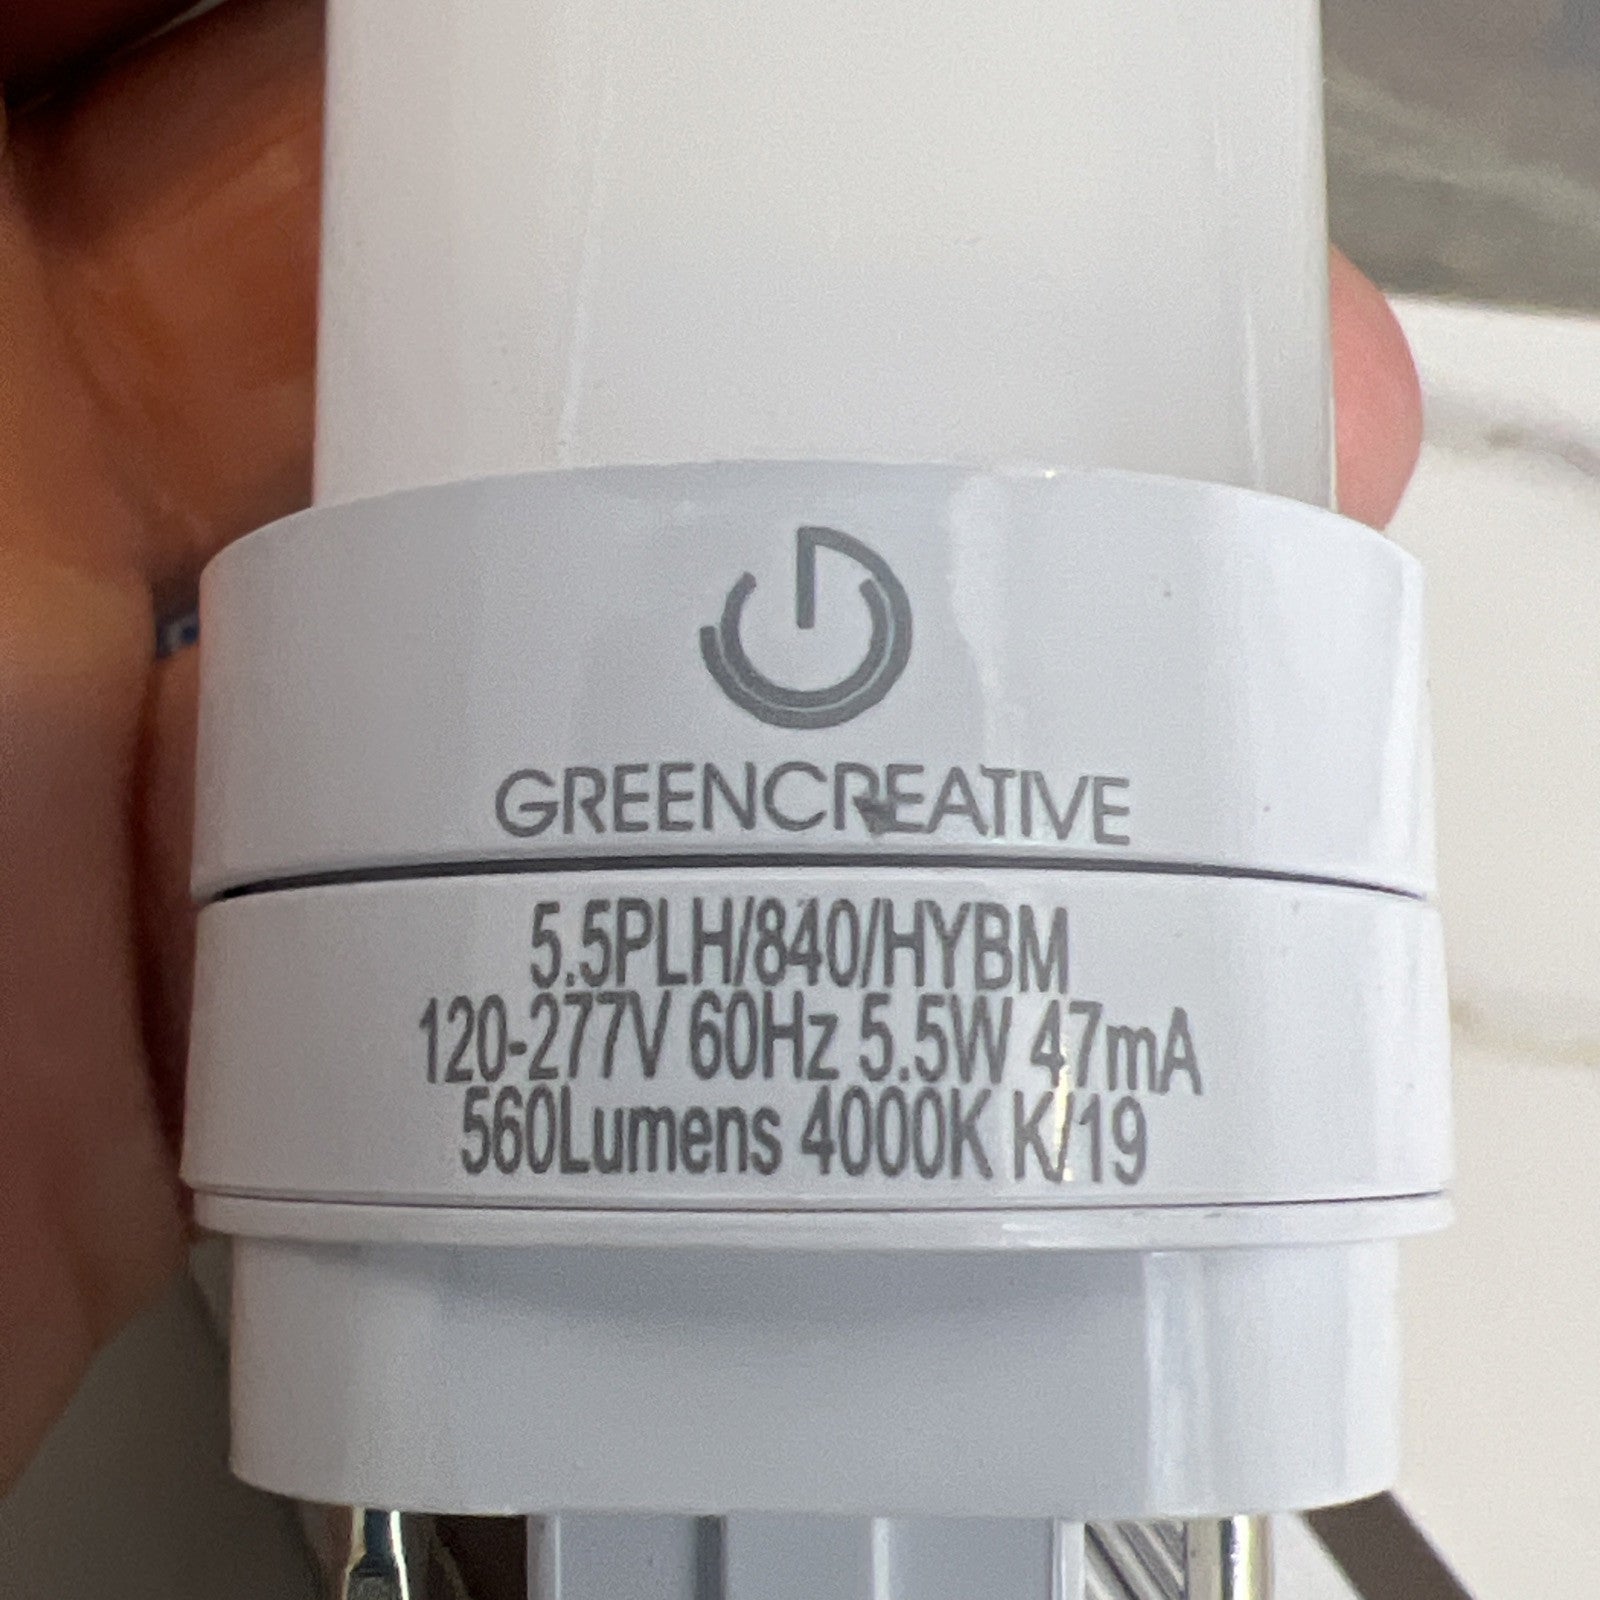 GREENCREATIVE
5.5PLH/840/HYBM
120-277V 60Hz 5.5W 47mA
560Lumens 4000K K/19